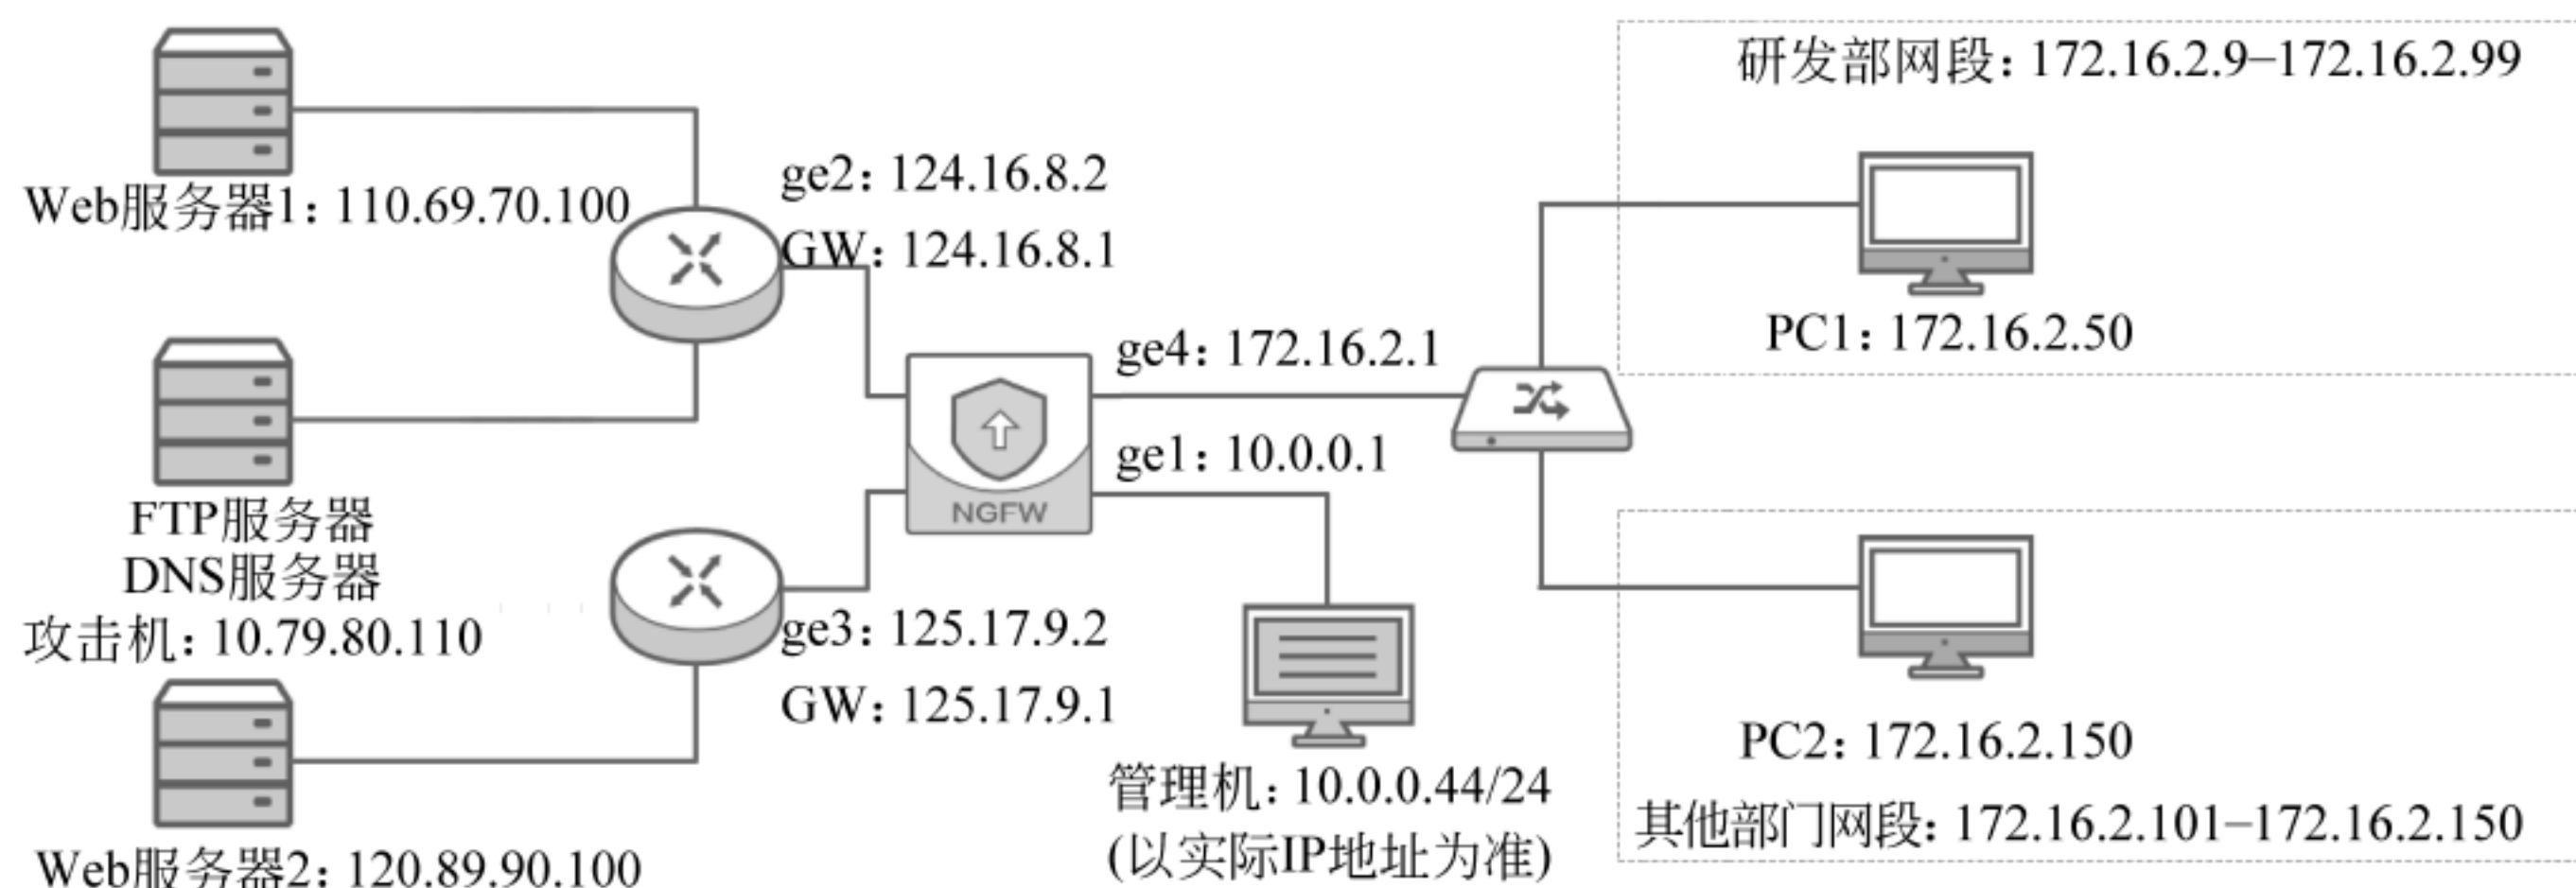 研发部网段：172.16.2.9–172.16.2.99
ge2：124.16.8.2
Web服务器1：110.69.70.100
GW：124.16.8.1
PC1：172.16.2.50
ge4：172.16.2.1
ge1：10.0.0.1
NGFW
FTP服务器
DNS服务器
攻击机：10.79.80.110
ge3：125.17.9.2
GW：125.17.9.1
PC2：172.16.2.150
管理机：10.0.0.44/24
(以实际IP地址为准)
其他部门网段：172.16.2.101–172.16.2.150
Web服务器2：120.89.90.100